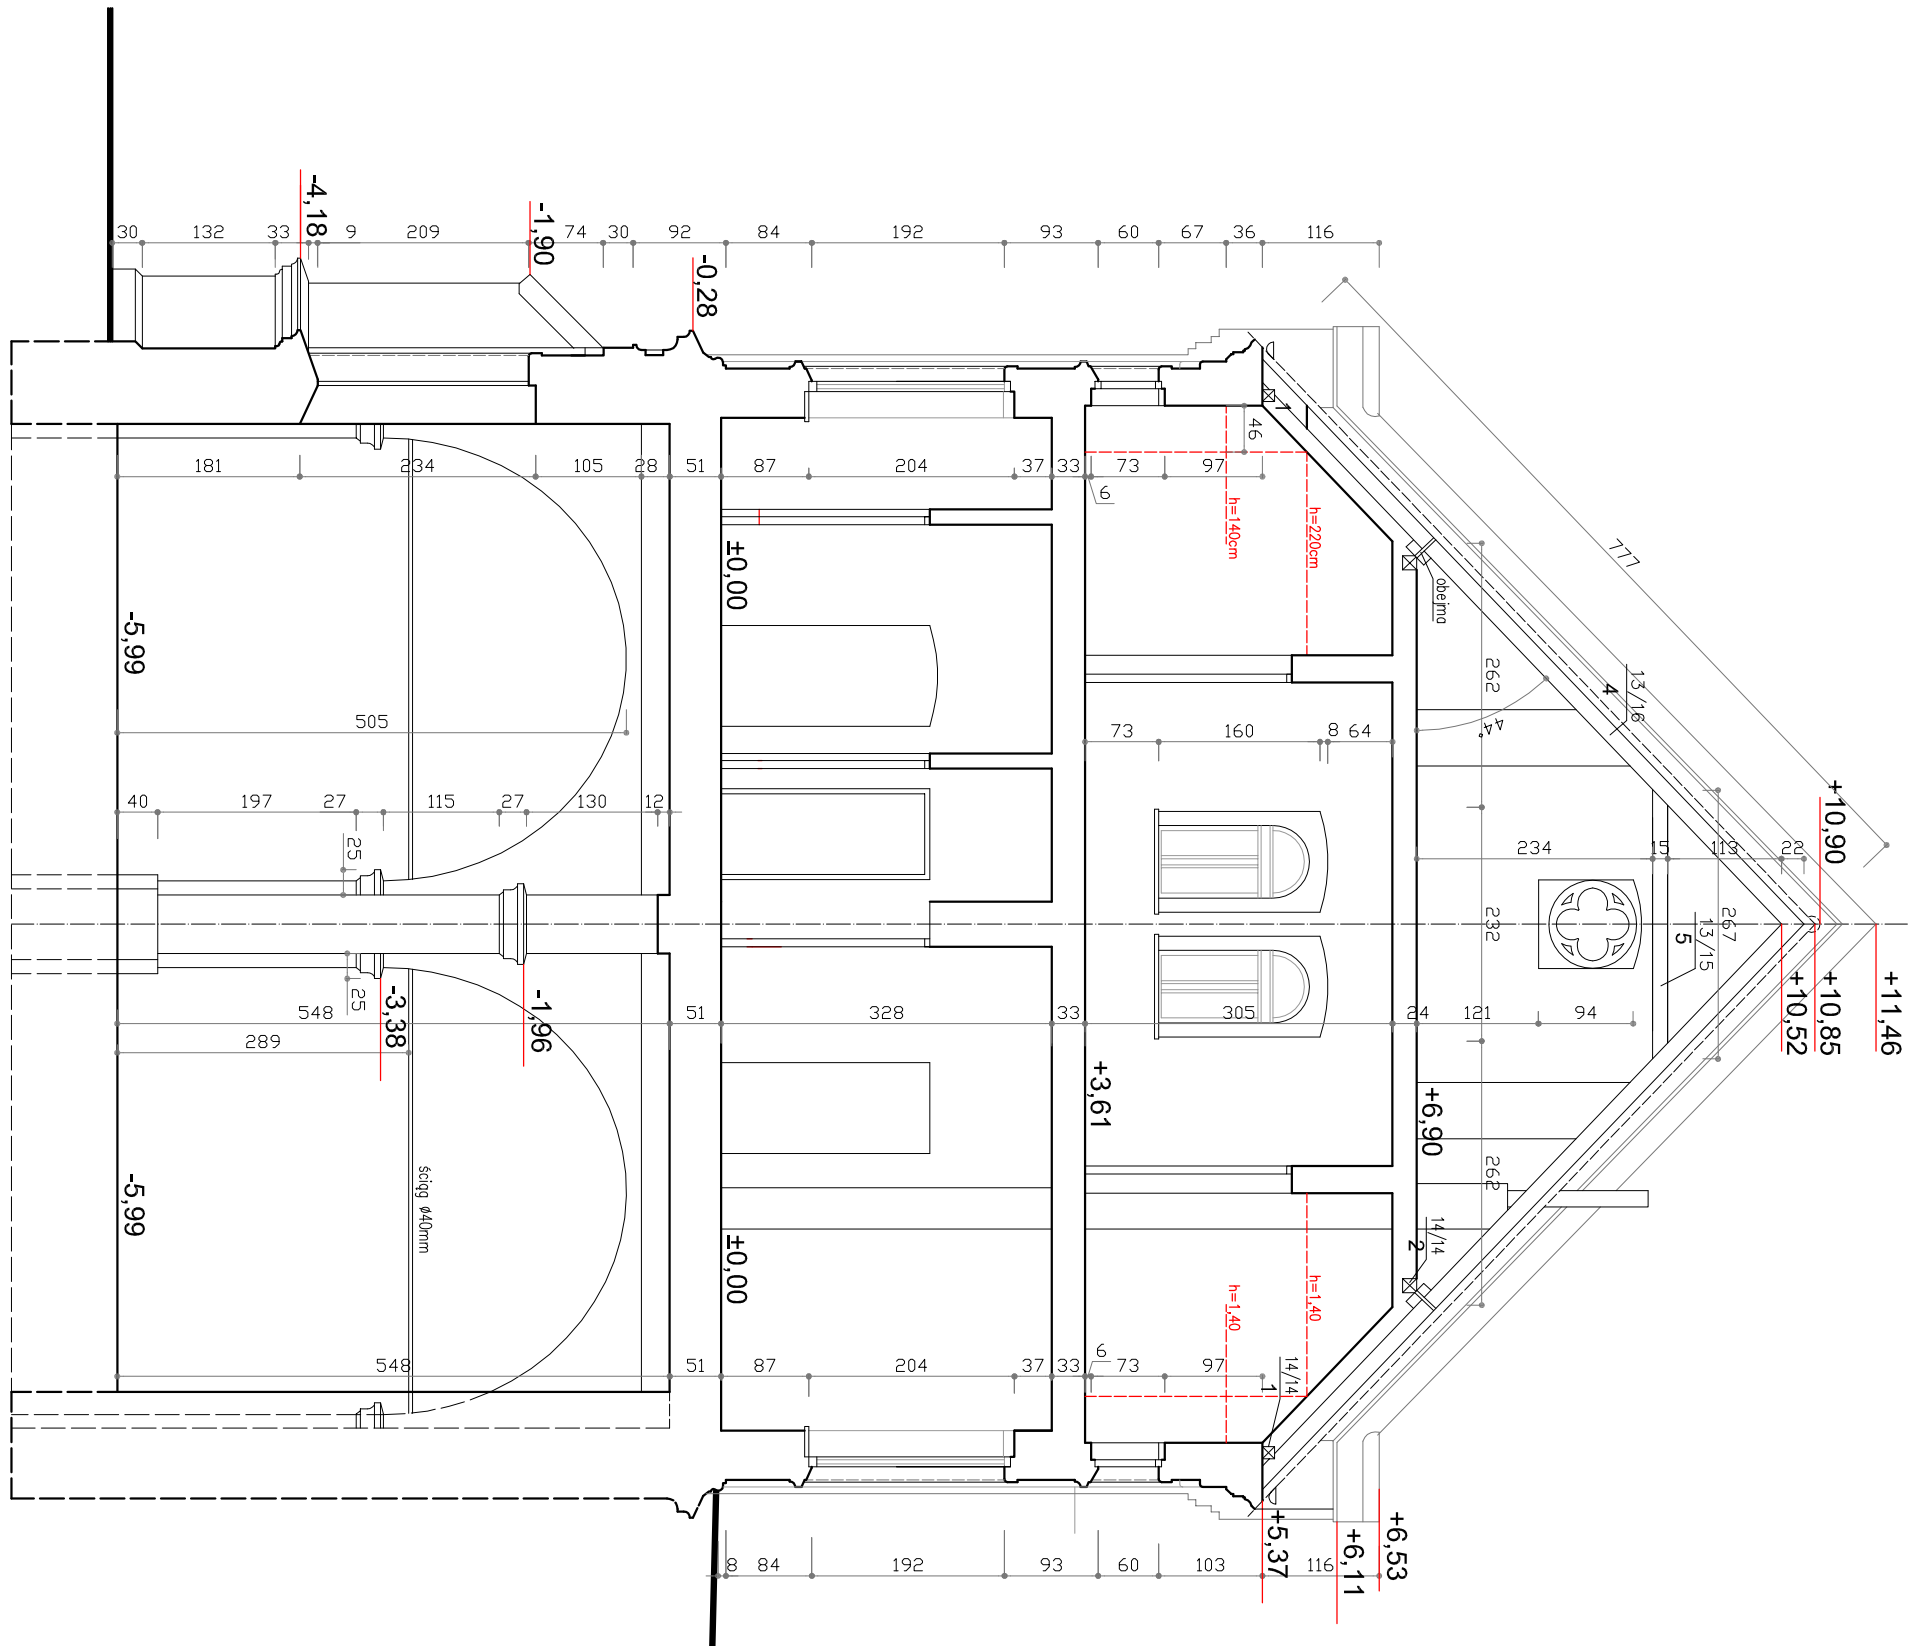 30 132 33 9 209 74 30 92 84 192 93 60 67 36 116
-4,18
-1,90
-0,28
777
46
181 234 105 28 51 87 204 37 33 73 97
6
h=140cm
h=220cm
obejma
±0,00
-5,99
262
13/16
4
44°
505
73 160 8 64
40 197 27 115 27 130 12
25
+10,90
234 15 113 22
232
267
13/15
5
25
-3,38
-1,96
548 51 328 33 305 24 121 94
289
+10,52
+10,85
+11,46
+3,61
+6,90
262
ściąg ø40mm
-5,99
±0,00
14/14
2
h=1,40
h=1,40
548 51 87 204 37 33 73 97
6
14/14
1
1
+5,37
+6,11
+6,53
8 84 192 93 60 103 116